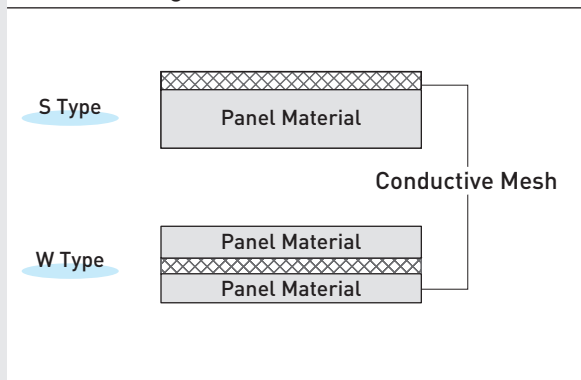 S Type
Panel Material
Conductive Mesh
Panel Material
W Type
Panel Material